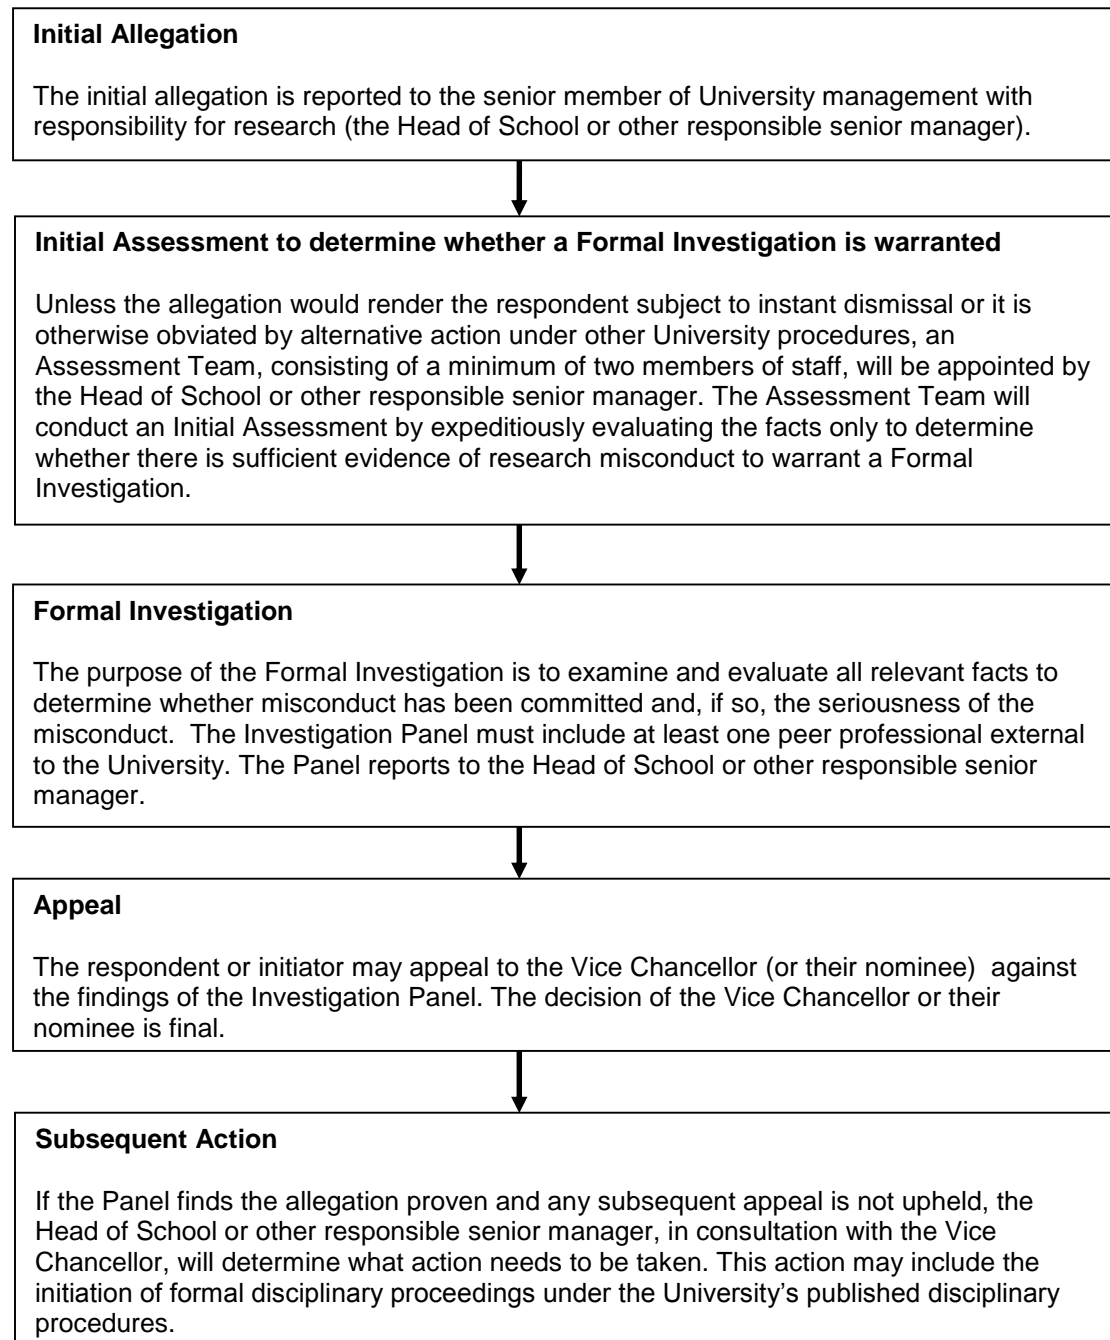 Initial Allegation
The initial allegation is reported to the senior member of University management with
responsibility for research (the Head of School or other responsible senior manager).
Initial Assessment to determine whether a Formal Investigation is warranted
Unless the allegation would render the respondent subject to instant dismissal or it is
otherwise obviated by alternative action under other University procedures, an
Assessment Team, consisting of a minimum of two members of staff, will be appointed by
the Head of School or other responsible senior manager. The Assessment Team will
conduct an Initial Assessment by expeditiously evaluating the facts only to determine
whether there is sufficient evidence of research misconduct to warrant a Formal
Investigation.
Formal Investigation
The purpose of the Formal Investigation is to examine and evaluate all relevant facts to
determine whether misconduct has been committed and, if so, the seriousness of the
misconduct.  The Investigation Panel must include at least one peer professional external
to the University. The Panel reports to the Head of School or other responsible senior
manager.
Appeal
The respondent or initiator may appeal to the Vice Chancellor (or their nominee)  against
the findings of the Investigation Panel. The decision of the Vice Chancellor or their
nominee is final.
Subsequent Action
If the Panel finds the allegation proven and any subsequent appeal is not upheld, the
Head of School or other responsible senior manager, in consultation with the Vice
Chancellor, will determine what action needs to be taken. This action may include the
initiation of formal disciplinary proceedings under the University’s published disciplinary
procedures.